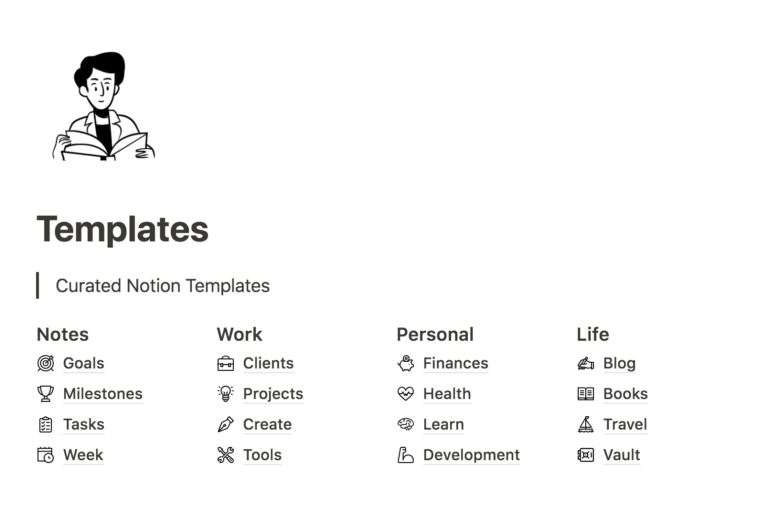 Templates
Curated Notion Templates
Notes
Goals
Milestones
Tasks
Week
Work
Clients
Projects
Create
Tools
Personal
Finances
Health
Learn
Development
Life
Blog
Books
Travel
Vault